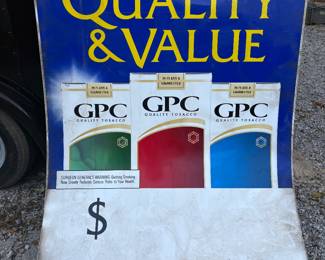 QUALITY
& VALUE
GPC
QUALITY TOBACCO
GPC
QUALITY TOBACCO
GPC
QUALITY TOBACCO
SURGEON GENERAL'S WARNING: Quitting Smoking
Now Greatly Reduces Serious Risks to Your Health.
$